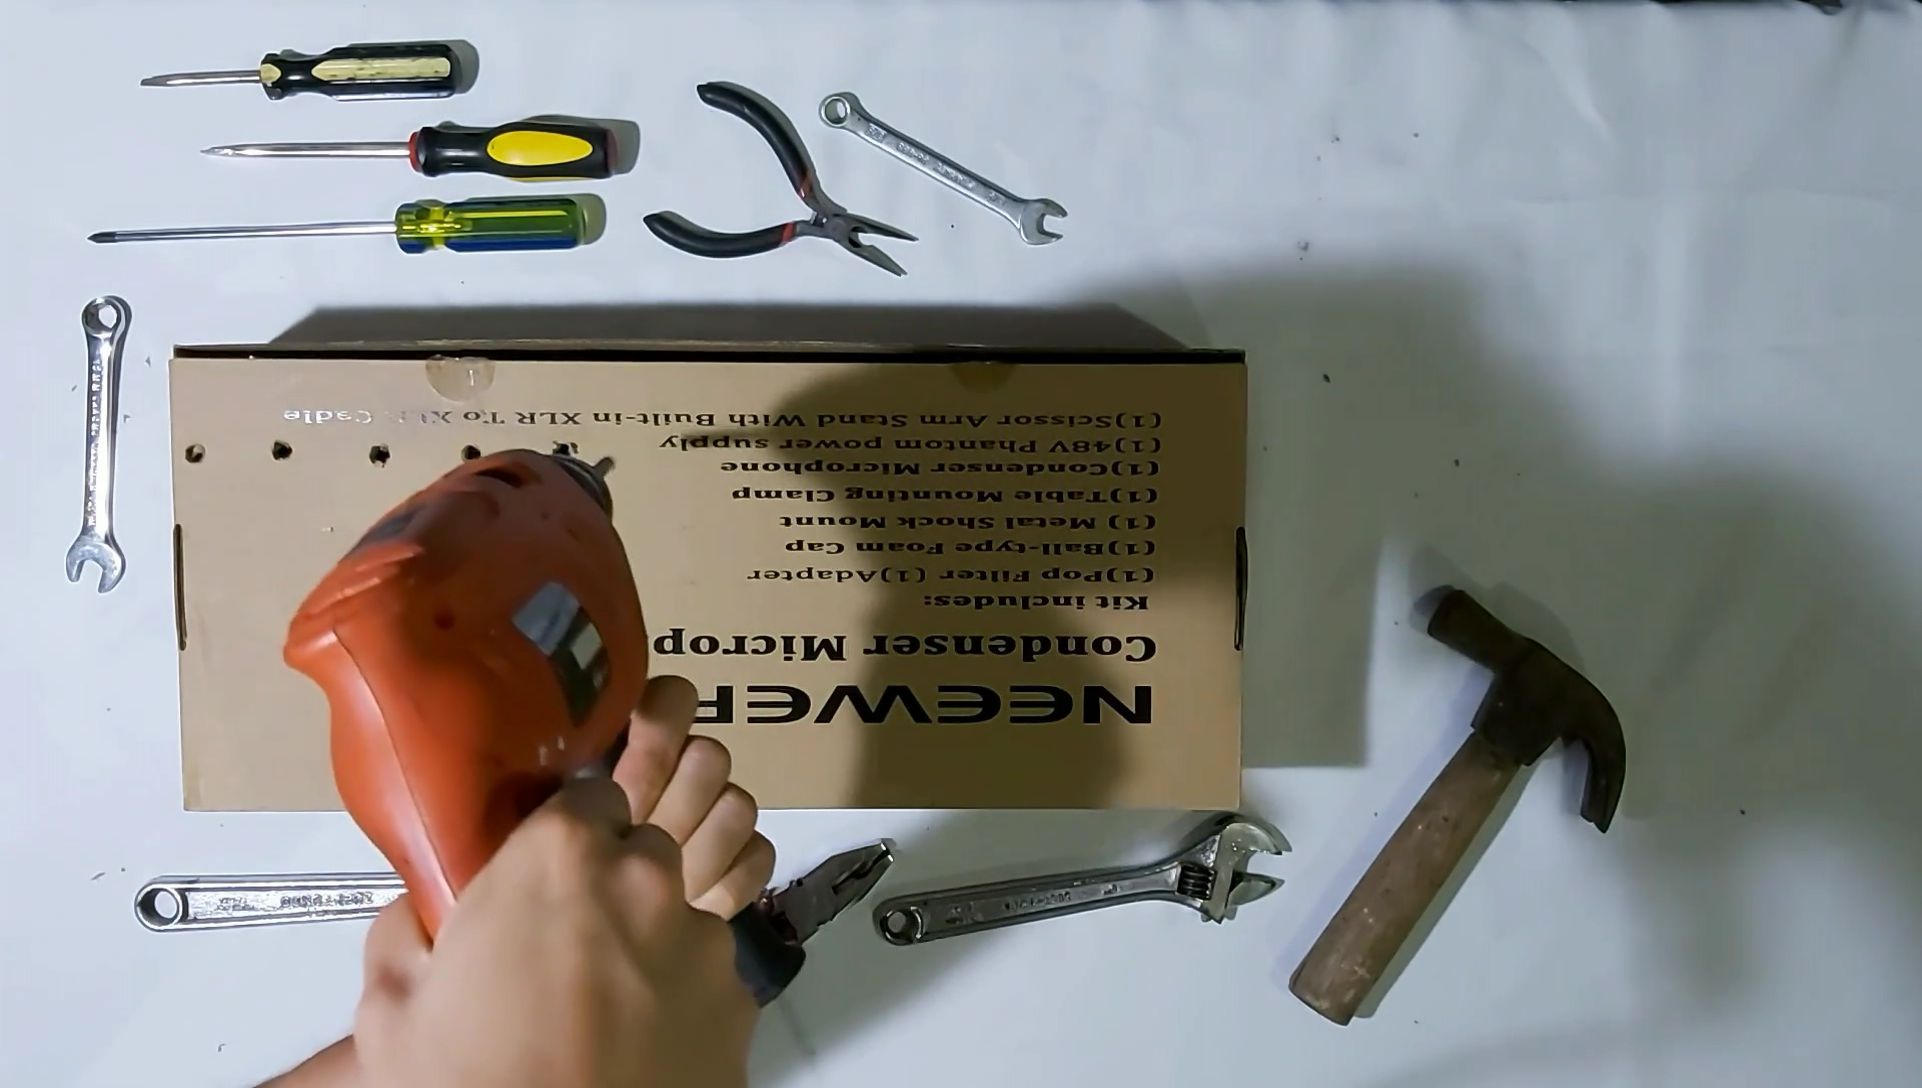 NEEWER
Condenser Microp
Kit includes:
(1)Pop Filter (1)Adapter
(1)Ball-type Foam Cap
(1) Metal Shock Mount
(1)Table Mounting Clamp
(1)Condenser Microphone
(1)48V Phantom power supply
(1)Scissor Arm Stand With Built-in XLR To XLR Cable